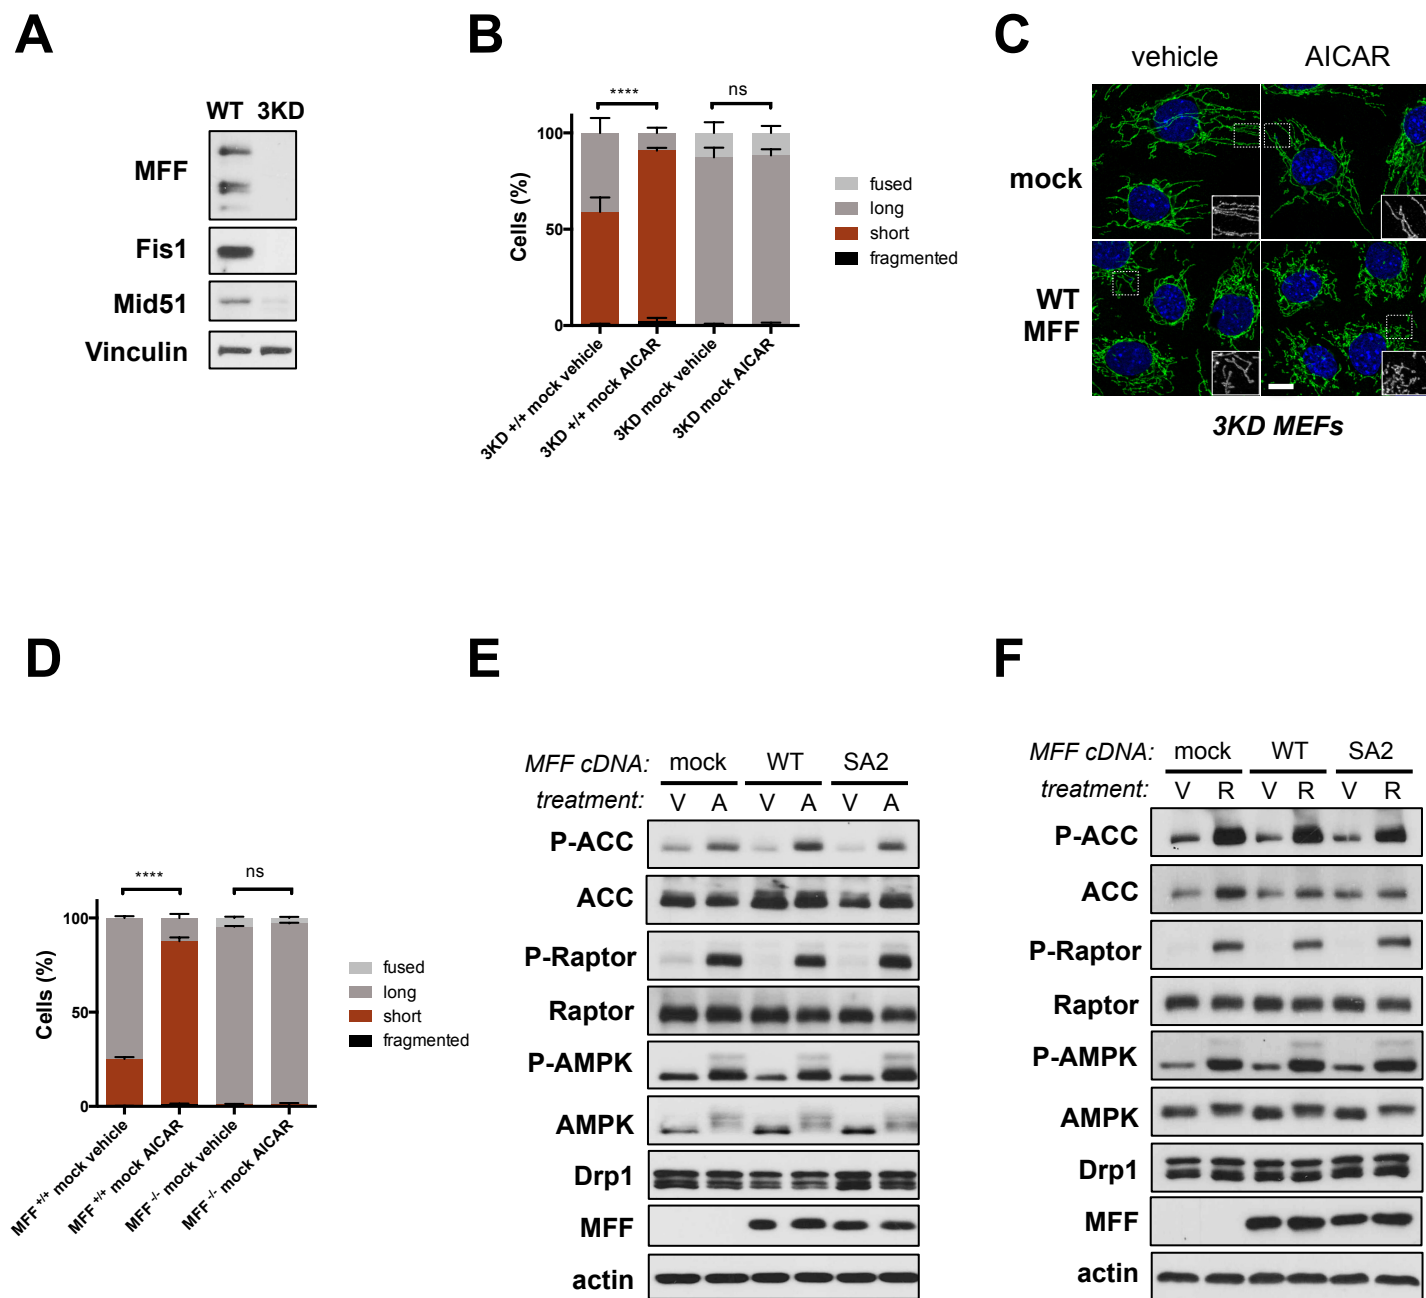 A
WT 3KD
MFF
Fis1
Mid51
Vinculin
B
**** ns
100
50
0
Cells (%)
fused
long
short
fragmented
3KD +/+ mock vehicle
3KD +/+ mock AICAR
3KD mock vehicle
3KD mock AICAR
C
vehicle AICAR
mock
WT
MFF
3KD MEFs
D
**** ns
100
50
0
Cells (%)
fused
long
short
fragmented
MFF+/+ mock vehicle
MFF+/+ mock AICAR
MFF-/- mock vehicle
MFF-/- mock AICAR
E
MFF cDNA: mock WT SA2
treatment: V A V A V A
P-ACC
ACC
P-Raptor
Raptor
P-AMPK
AMPK
Drp1
MFF
actin
F
MFF cDNA: mock WT SA2
treatment: V R V R V R
P-ACC
ACC
P-Raptor
Raptor
P-AMPK
AMPK
Drp1
MFF
actin